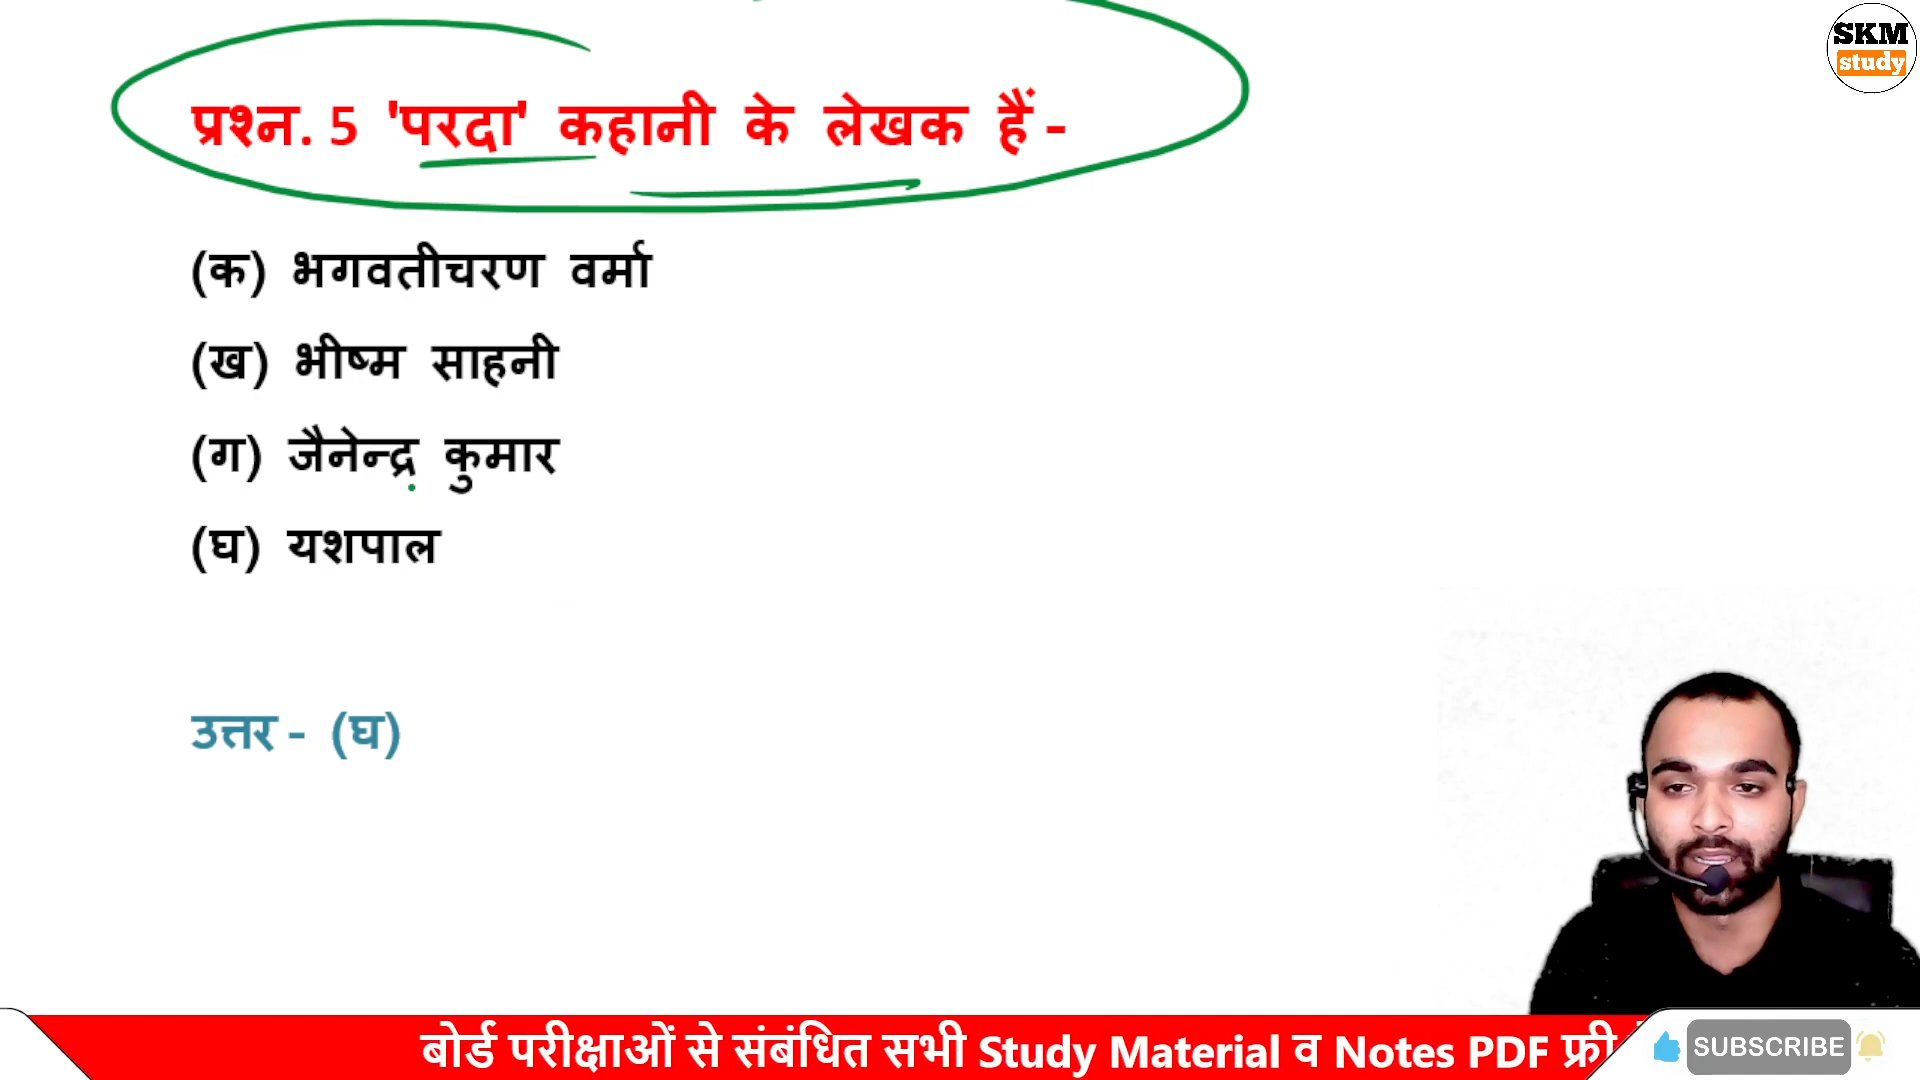 SKM
study
प्रश्न. 5 'परदा' कहानी के लेखक हैं -
(क) भगवतीचरण वर्मा
(ख) भीष्म साहनी
(ग) जैनेन्द्र कुमार
(घ) यशपाल
उत्तर - (घ)
बोर्ड परीक्षाओं से संबंधित सभी Study Material व Notes PDF फ्री
SUBSCRIBE